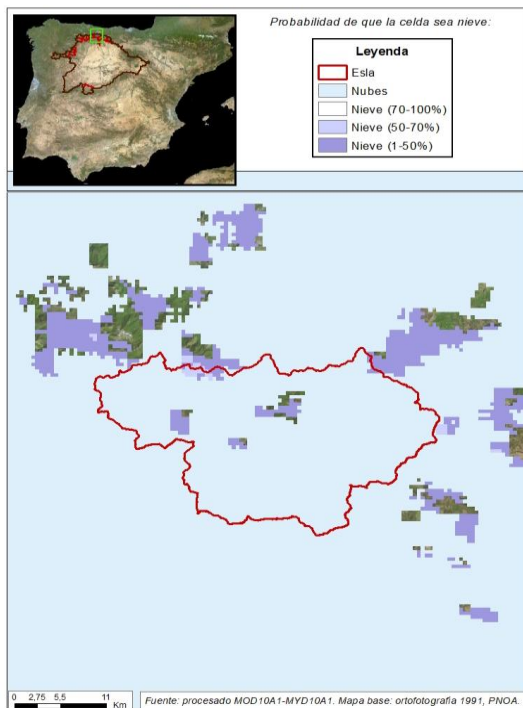 Probabilidad de que la celda sea nieve:
Leyenda
Esla
Nubes
Nieve (70-100%)
Nieve (50-70%)
Nieve (1-50%)
0 2,75 5,5 11
Km
Fuente: procesado MOD10A1-MYD10A1. Mapa base: ortofotografía 1991, PNOA.